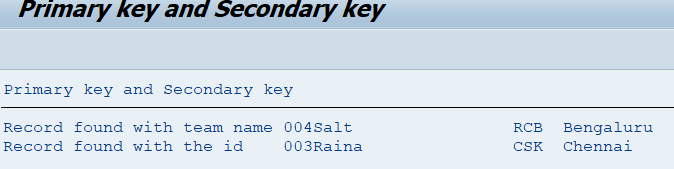 Primary key and Secondary key
Primary key and Secondary key
Record found with team name 004Salt RCB Bengaluru
Record found with the id 003Raina CSK Chennai